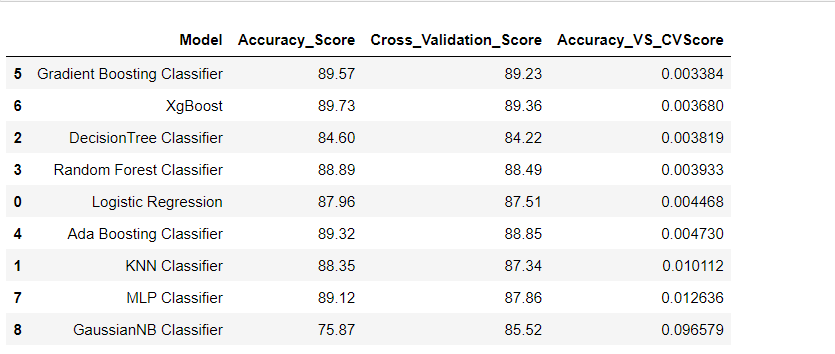 Model Accuracy_Score Cross_Validation_Score Accuracy_VS_CVScore
5 Gradient Boosting Classifier 89.57 89.23 0.003384
6 XgBoost 89.73 89.36 0.003680
2 DecisionTree Classifier 84.60 84.22 0.003819
3 Random Forest Classifier 88.89 88.49 0.003933
0 Logistic Regression 87.96 87.51 0.004468
4 Ada Boosting Classifier 89.32 88.85 0.004730
1 KNN Classifier 88.35 87.34 0.010112
7 MLP Classifier 89.12 87.86 0.012636
8 GaussianNB Classifier 75.87 85.52 0.096579